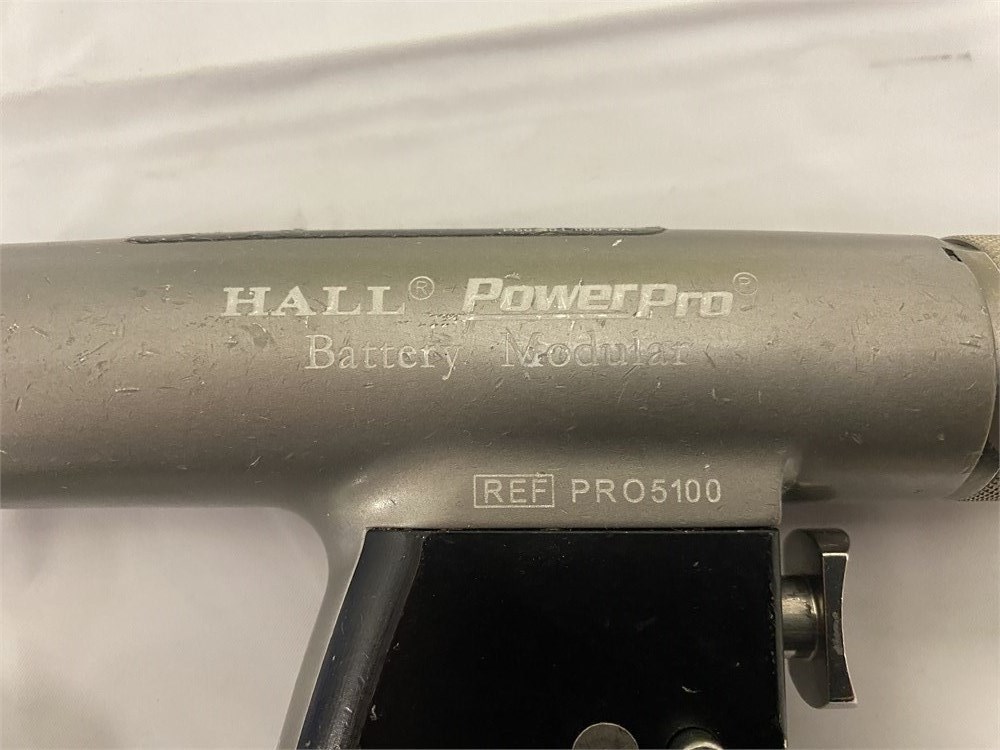 HALL® PowerPro®
Battery Modular
REF PRO5100